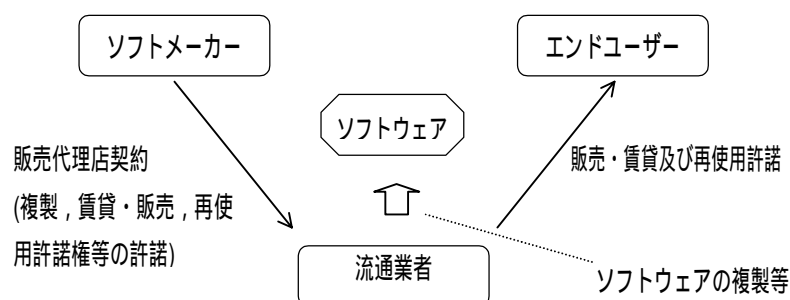 ソフトメーカー
エンドユーザー
ソフトウェア
販売代理店契約
(複製，賃貸・販売，再使
用許諾権等の許諾)
販売・賃貸及び再使用許諾
流通業者
ソフトウェアの複製等